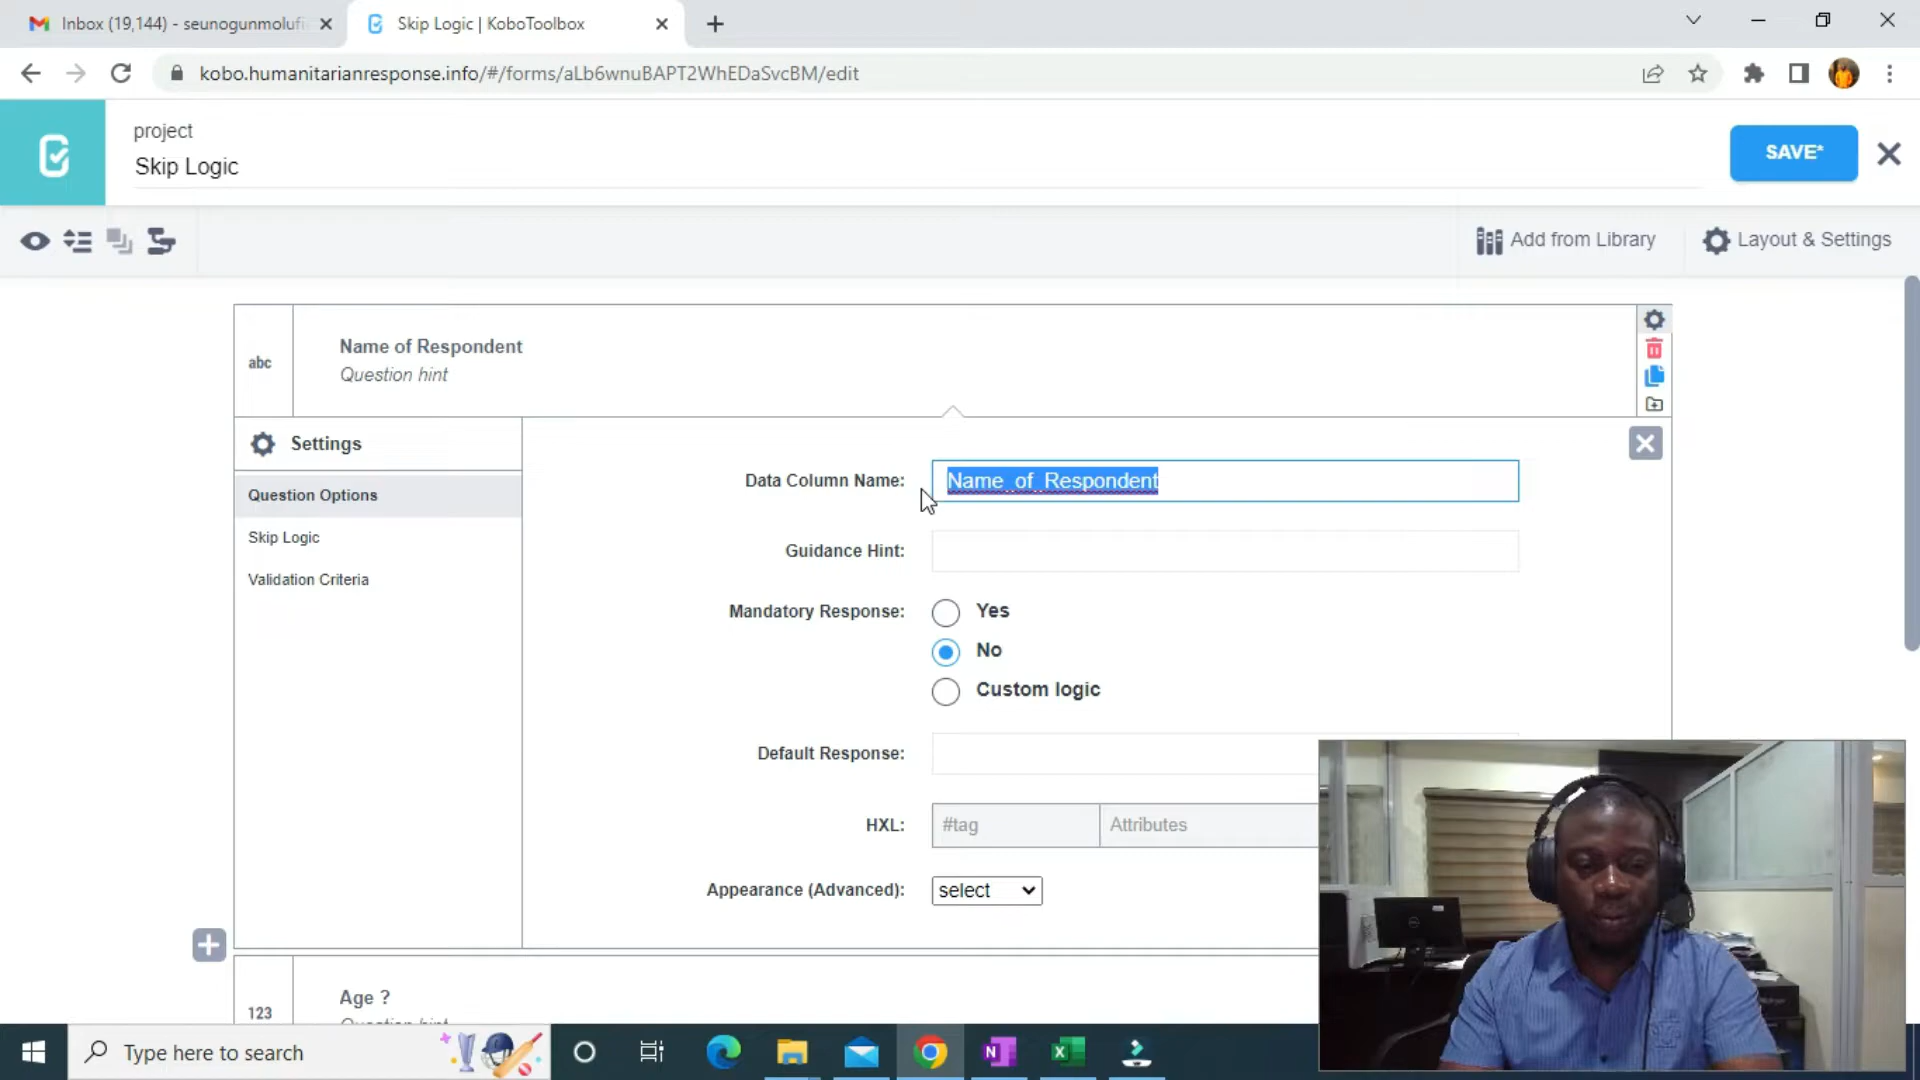 Inbox (19,144) - seunogunmolufi
Skip Logic | KoboToolbox
kobo.humanitarianresponse.info/#/forms/aLb6wnuBAPT2WhEDaSvcBM/edit
project
Skip Logic
SAVE*
Add from Library
Layout & Settings
abc
Name of Respondent
Question hint
Settings
Question Options
Skip Logic
Validation Criteria
Data Column Name:
Name_of_Respondent
Guidance Hint:
Mandatory Response:
Yes
No
Custom logic
Default Response:
HXL:
#tag
Attributes
Appearance (Advanced):
select
123
Age ?
Question hint
Type here to search